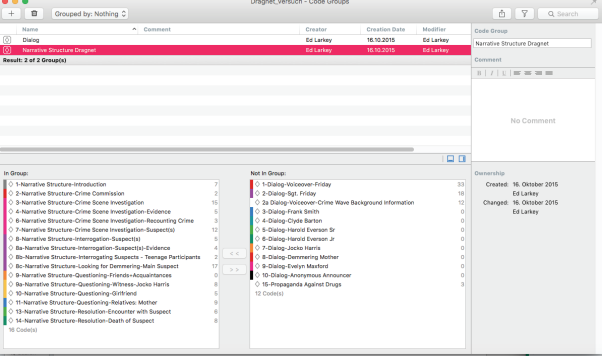 Dragnet_Versuch - Code Groups
Grouped by: Nothing
Search
Name Comment Creator Creation Date Modifier
Dialog Ed Larkey 16.10.2015 Ed Larkey
Narrative Structure Dragnet Ed Larkey 16.10.2015 Ed Larkey
Result: 2 of 2 Group(s)
Code Group
Narrative Structure Dragnet
Comment
B I U
No Comment
In Group:
1-Narrative Structure-Introduction 7
2-Narrative Structure-Crime Commission 2
3-Narrative Structure-Crime Scene Investigation 15
4-Narrative Structure-Crime Scene Investigation-Evidence 5
6-Narrative Structure-Crime Scene Investigation-Recounting Crime 3
7-Narrative Structure-Crime Scene Investigation-Suspect(s) 12
8-Narrative Structure-Interrogation-Suspect(s) 5
8a-Narrative Structure-Interrogation-Suspect(s)-Evidence 4
8b-Narrative Structure-Interrogating Suspects - Teenage Participants 2
8c-Narrative Structure-Looking for Demmering-Main Suspect 17
9-Narrative Structure-Questioning-Friends-Acquaintances 0
9a-Narrative Structure-Questioning-Witness-Jocko Harris 8
10-Narrative Structure-Questioning-Girlfriend 5
11-Narrative Structure-Questioning-Relatives: Mother 9
13-Narrative Structure-Resolution-Encounter with Suspect 6
14-Narrative Structure-Resolution-Death of Suspect 8
16 Code(s)
< <
> >
Not In Group:
1-Dialog-Voiceover-Friday 33
2-Dialog-Sgt. Friday 18
2a Dialog-Voiceover-Crime Wave Background Information 12
3-Dialog-Frank Smith 0
4-Dialog-Clyde Barton 0
5-Dialog-Harold Everson Sr 0
6-Dialog-Harold Everson Jr 0
7-Dialog-Jocko Harris 0
8-Dialog-Demmering Mother 0
9-Dialog-Evelyn Maxford 0
10-Dialog-Anonymous Announcer 0
15-Propaganda Against Drugs 3
12 Code(s)
Ownership
Created: 16. Oktober 2015
Ed Larkey
Changed: 16. Oktober 2015
Ed Larkey